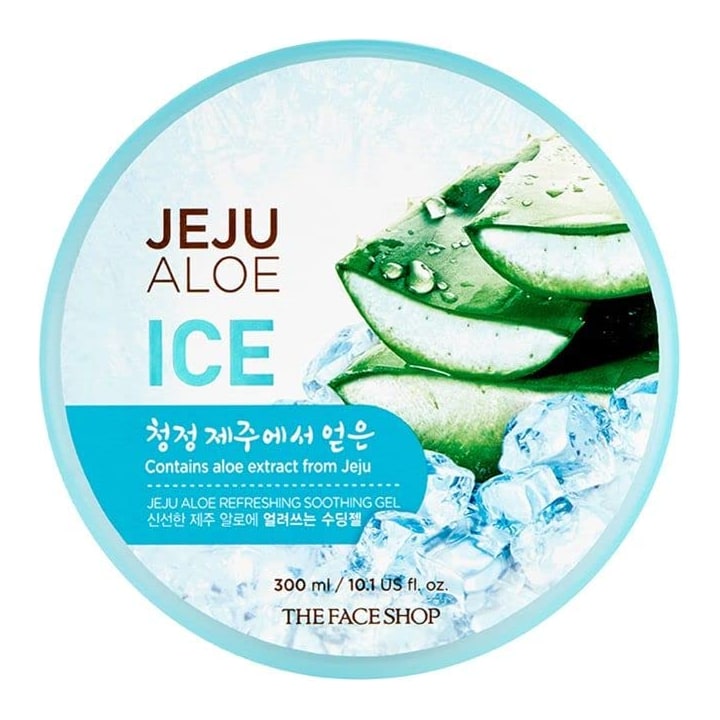 JEJU
ALOE
ICE
청정 제주에서 얻은
Contains aloe extract from Jeju
JEJU ALOE REFRESHING SOOTHING GEL
신선한 제주 알로에 얼려쓰는 수딩젤
300 ml / 10.1 US fl. oz.
THE FACE SHOP